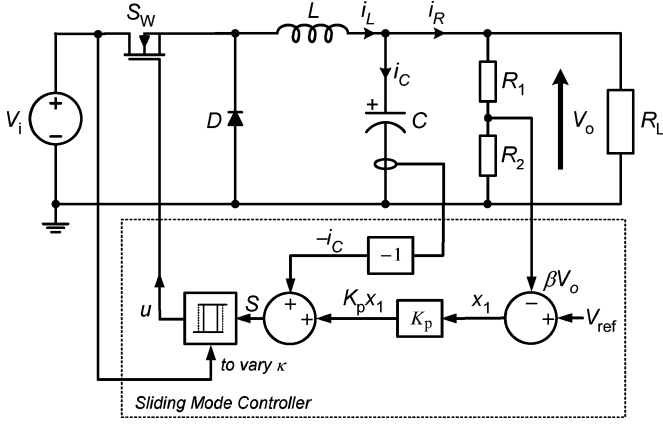 S_W
L
i_L
i_R
i_C
R_1
V_i
D
C
V_o
R_L
R_2
–i_C
–1
βV_o
u
S
K_p x_1
K_p
x_1
V_ref
to vary κ
Sliding Mode Controller